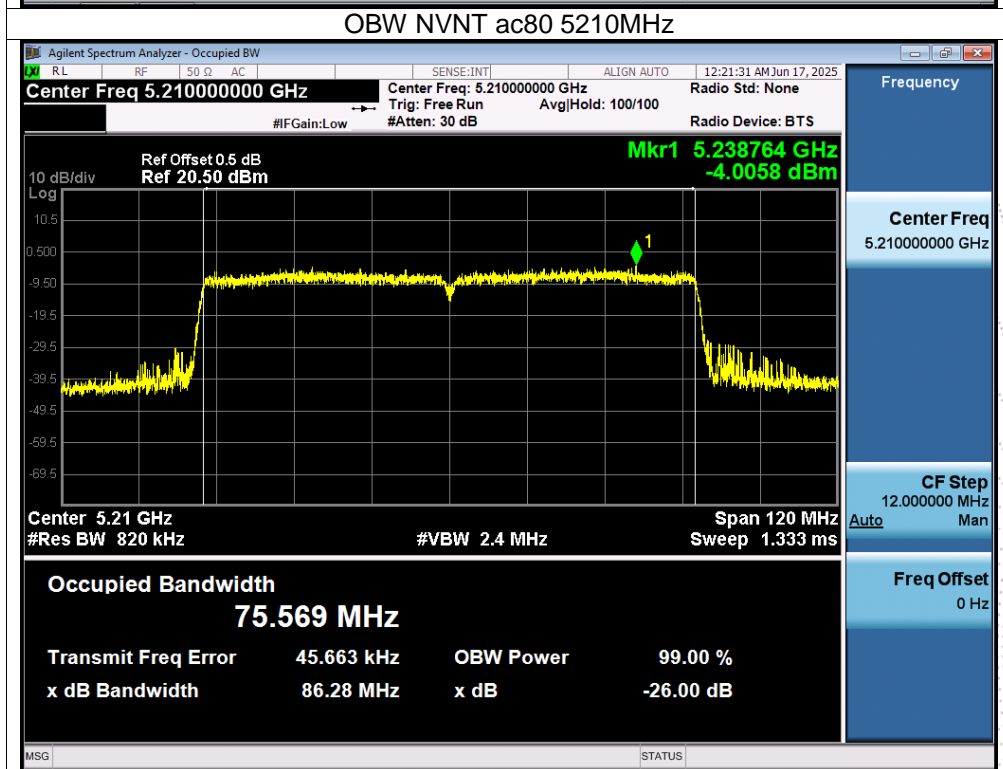 OBW NVNT ac80 5210MHz
Agilent Spectrum Analyzer - Occupied BW
LXI RL RF 50 Ω AC SENSE:INT ALIGN AUTO 12:21:31 AM Jun 17, 2025
Center Freq 5.210000000 GHz
Center Freq: 5.210000000 GHz
Radio Std: None
Trig: Free Run Avg|Hold: 100/100
#IFGain:Low #Atten: 30 dB Radio Device: BTS
Ref Offset 0.5 dB
10 dB/div Ref 20.50 dBm
Mkr1 5.238764 GHz
-4.0058 dBm
Log
10.5
0.500
-9.50
-19.5
-29.5
-39.5
-49.5
-59.5
-69.5
1
Center 5.21 GHz Span 120 MHz
#Res BW 820 kHz #VBW 2.4 MHz Sweep 1.333 ms
Occupied Bandwidth
75.569 MHz
Transmit Freq Error 45.663 kHz OBW Power 99.00 %
x dB Bandwidth 86.28 MHz x dB -26.00 dB
MSG STATUS
Frequency
Center Freq
5.210000000 GHz
CF Step
12.000000 MHz
Auto Man
Freq Offset
0 Hz